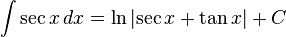 ∫ sec x dx = ln |sec x + tan x| + C